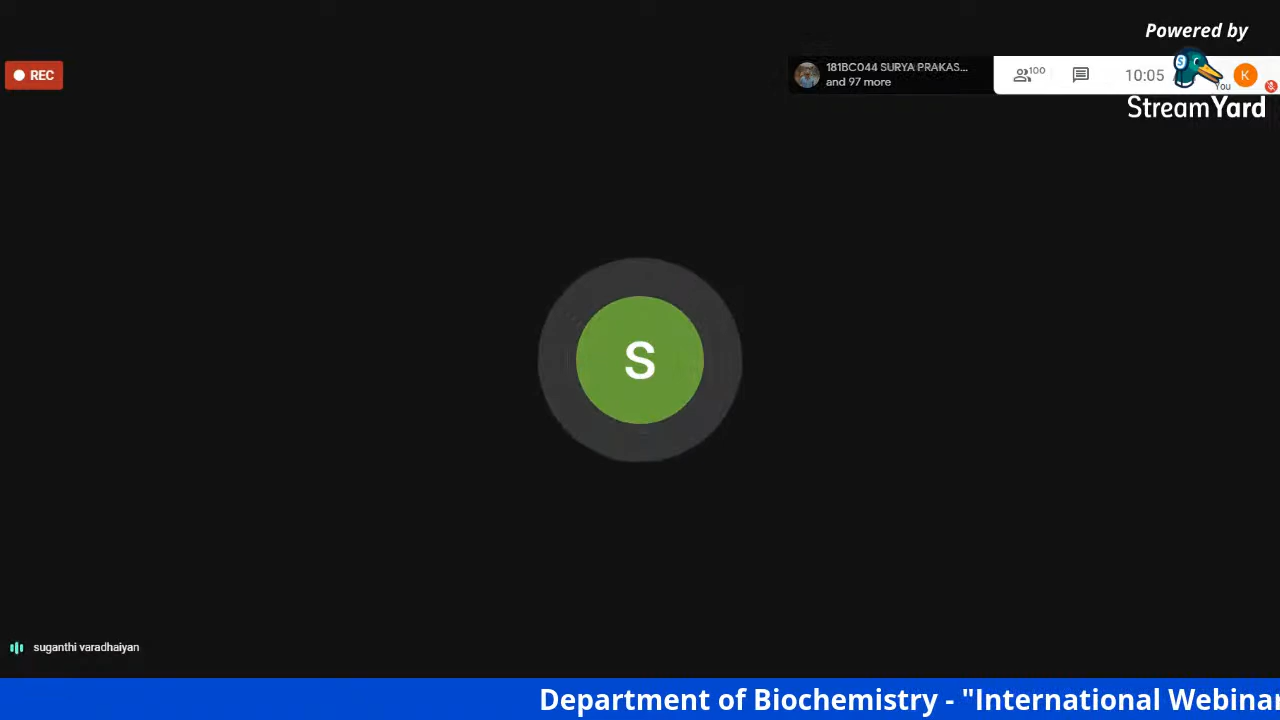 Powered by
REC
181BC044 SURYA PRAKAS...
and 97 more
100
10:05
S
You
K
StreamYard
S
suganthi varadhaiyan
Department of Biochemistry - "International Webinar